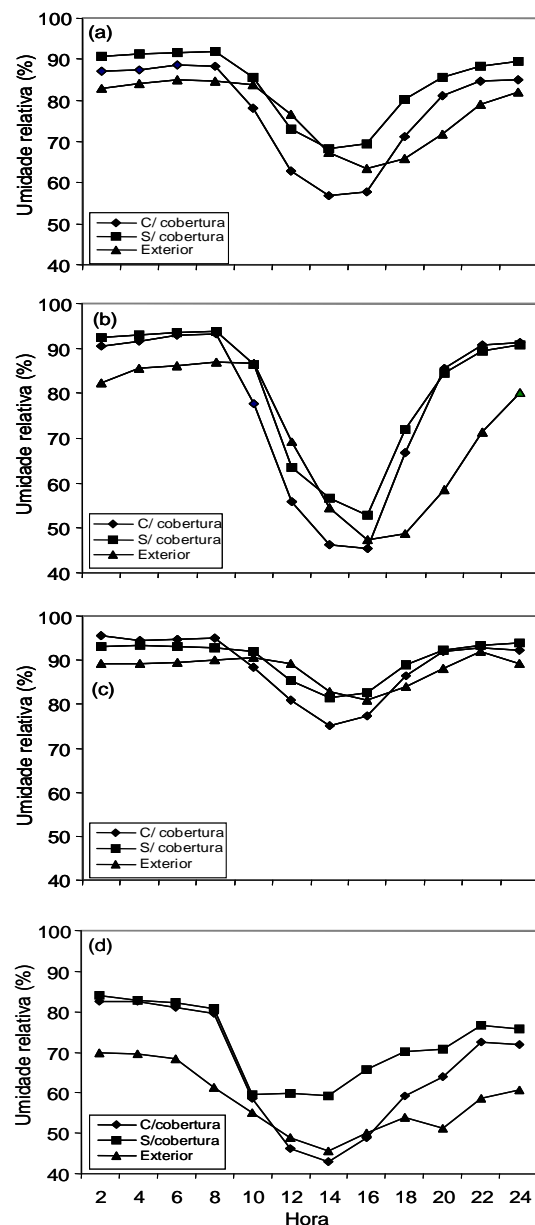 100
(a)
90
80
70
60
50
40
Umidade relativa (%)
C/ cobertura
S/ cobertura
Exterior
100
(b)
90
80
70
60
50
40
Umidade relativa (%)
C/ cobertura
S/ cobertura
Exterior
100
90
80
70
60
50
40
(c)
Umidade relativa (%)
C/ cobertura
S/ cobertura
Exterior
100
(d)
90
80
70
60
50
40
Umidade relativa (%)
C/cobertura
S/cobertura
Exterior
2 4 6 8 10 12 14 16 18 20 22 24
Hora